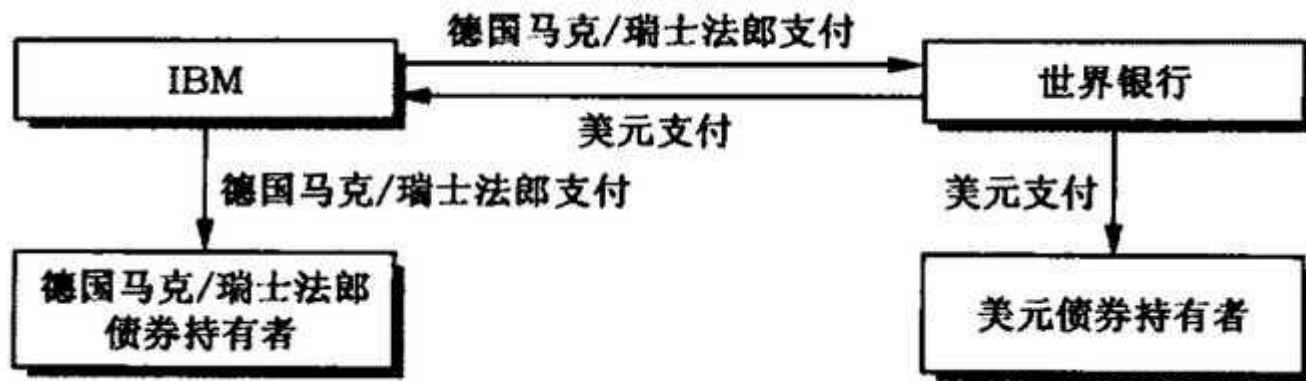 德国马克/瑞士法郎支付
IBM
世界银行
美元支付
德国马克/瑞士法郎支付
美元支付
德国马克/瑞士法郎
债券持有者
美元债券持有者